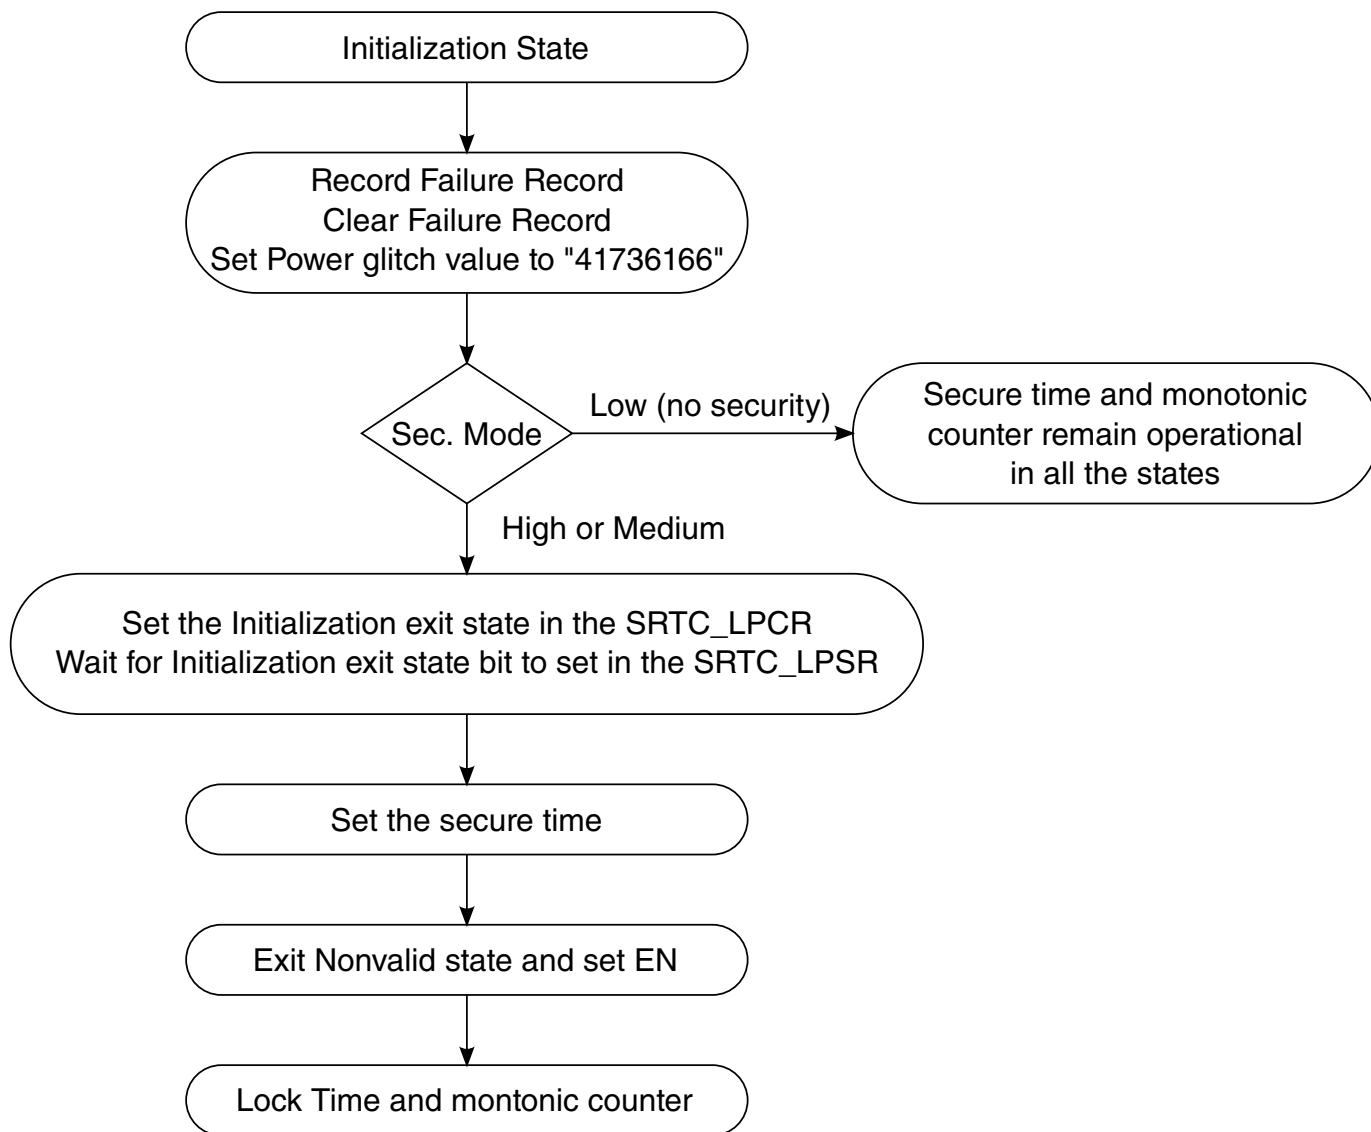 Initialization State
Record Failure Record
Clear Failure Record
Set Power glitch value to "41736166"
Sec. Mode
Low (no security)
Secure time and monotonic
counter remain operational
in all the states
High or Medium
Set the Initialization exit state in the SRTC_LPCR
Wait for Initialization exit state bit to set in the SRTC_LPSR
Set the secure time
Exit Nonvalid state and set EN
Lock Time and montonic counter